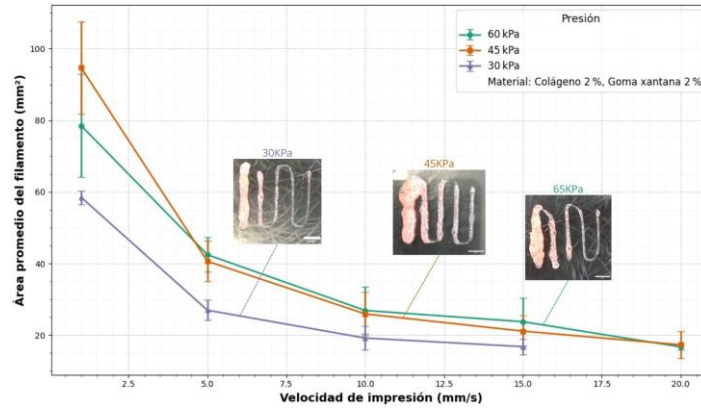 Presión
60 kPa
45 kPa
30 kPa
Material: Colágeno 2 %, Goma xantana 2 %
100
80
60
40
20
Área promedio del filamento (mm²)
30KPa
45KPa
65KPa
2.5
5.0
7.5
10.0
12.5
15.0
17.5
20.0
Velocidad de impresión (mm/s)